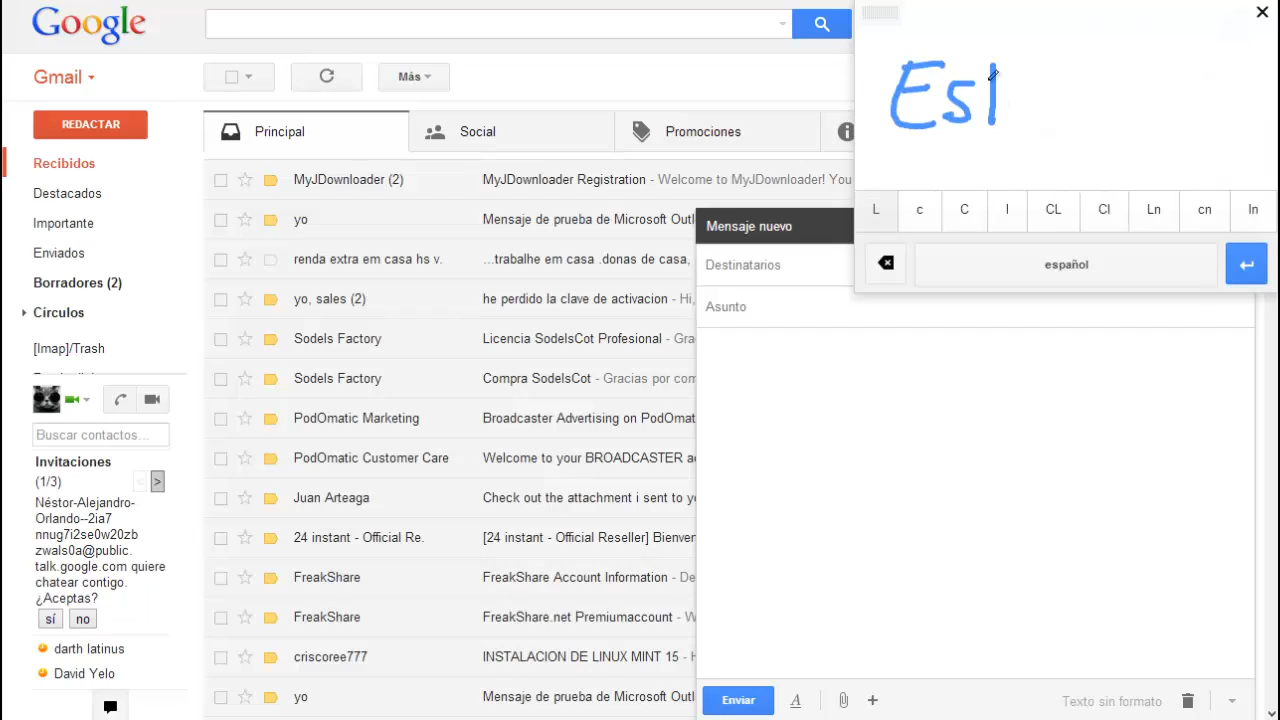 Google
Gmail
Más
REDACTAR
Principal
Social
Promociones
Recibidos
Destacados
Importante
Enviados
Borradores (2)
Círculos
[Imap]/Trash
MyJDownloader (2) MyJDownloader Registration - Welcome to MyJDownloader! You
yo Mensaje de prueba de Microsoft Outl
renda extra em casa hs v. ...trabalhe em casa .donas de casa,
yo, sales (2) he perdido la clave de activacion - Hi,
Sodels Factory Licencia SodelsCot Profesional - Gra
Sodels Factory Compra SodelsCot - Gracias por com
PodOmatic Marketing Broadcaster Advertising on PodOma
PodOmatic Customer Care Welcome to your BROADCASTER a
Juan Arteaga Check out the attachment i sent to y
24 instant - Official Re. [24 instant - Official Reseller] Bienven
FreakShare FreakShare Account Information - De
FreakShare FreakShare.net Premiumaccount - W
criscoree777 INSTALACION DE LINUX MINT 15 - H
yo Mensaje de prueba de Microsoft Outl
Buscar contactos...
Invitaciones
(1/3)
>
Néstor-Alejandro-
Orlando--2ia7
nnug7i2se0w20zb
zwals0a@public.
talk.google.com quiere
chatear contigo.
¿Aceptas?
sí no
darth latinus
David Yelo
Esl
L c C l CL Cl Ln cn ln
español
Mensaje nuevo
Destinatarios
Asunto
Enviar A + Texto sin formato